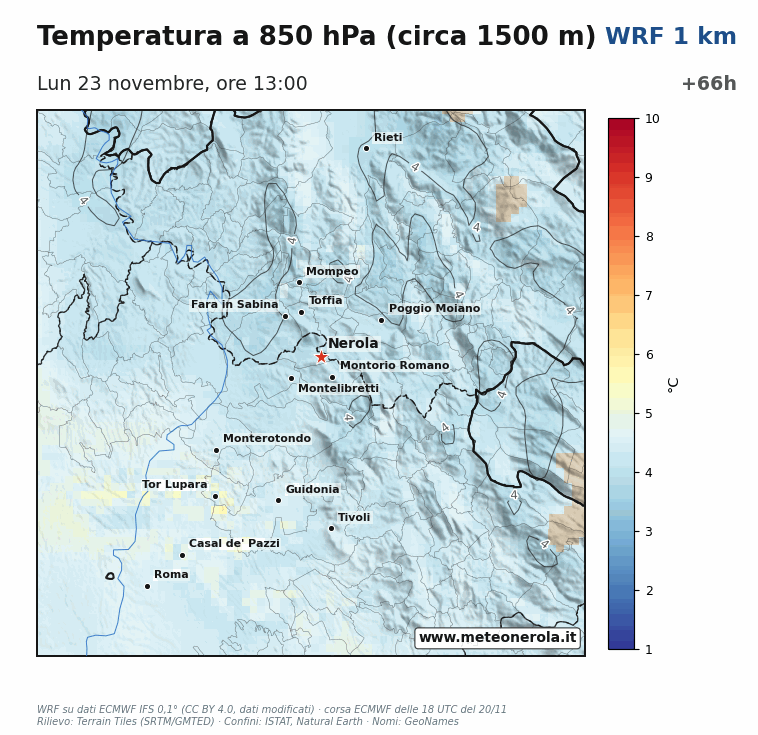 Temperatura a 850 hPa (circa 1500 m) WRF 1 km
Lun 23 novembre, ore 13:00 +66h
Rieti
4
4
4
4
Mompeo
4
Fara in Sabina
Toffia
4
Poggio Moiano
4
Nerola
Montorio Romano
Montelibretti
4
4
4
Monterotondo
Tor Lupara
Guidonia
4
Tivoli
Casal de' Pazzi
4
Roma
www.meteonerola.it
10
9
8
7
6
5
4
3
2
1
°C
WRF su dati ECMWF IFS 0,1° (CC BY 4.0, dati modificati) · corsa ECMWF delle 18 UTC del 20/11
Rilievo: Terrain Tiles (SRTM/GMTED) · Confini: ISTAT, Natural Earth · Nomi: GeoNames